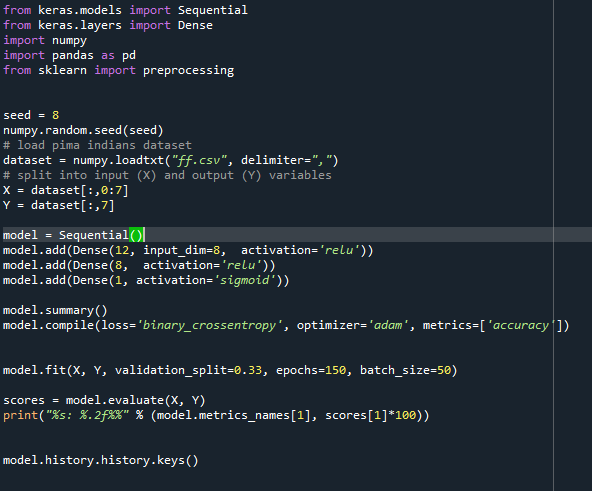 from keras.models import Sequential
from keras.layers import Dense
import numpy
import pandas as pd
from sklearn import preprocessing
seed = 8
numpy.random.seed(seed)
# load pima indians dataset
dataset = numpy.loadtxt("ff.csv", delimiter=",")
# split into input (X) and output (Y) variables
X = dataset[:,0:7]
Y = dataset[:,7]
model = Sequential()
model.add(Dense(12, input_dim=8,  activation='relu'))
model.add(Dense(8,  activation='relu'))
model.add(Dense(1, activation='sigmoid'))
model.summary()
model.compile(loss='binary_crossentropy', optimizer='adam', metrics=['accuracy'])
model.fit(X, Y, validation_split=0.33, epochs=150, batch_size=50)
scores = model.evaluate(X, Y)
print("%s: %.2f%%" % (model.metrics_names[1], scores[1]*100))
model.history.history.keys()